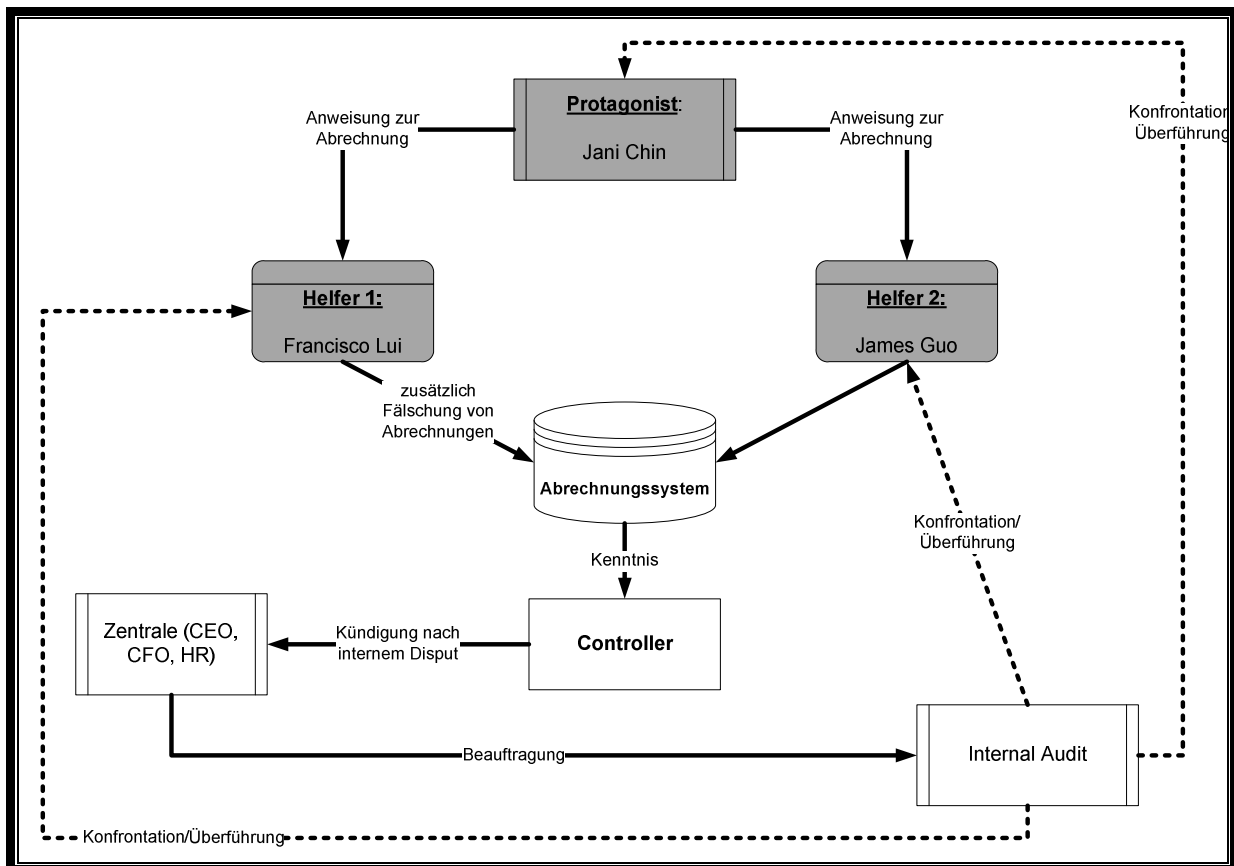 Protagonist:
Jani Chin
Anweisung zur
Abrechnung
Anweisung zur
Abrechnung
Konfrontation
Überführung
Helfer 1:
Francisco Lui
Helfer 2:
James Guo
zusätzlich
Fälschung von
Abrechnungen
Abrechnungssystem
Konfrontation/
Überführung
Kenntnis
Zentrale (CEO,
CFO, HR)
Kündigung nach
internem Disput
Controller
Beauftragung
Internal Audit
Konfrontation/Überführung